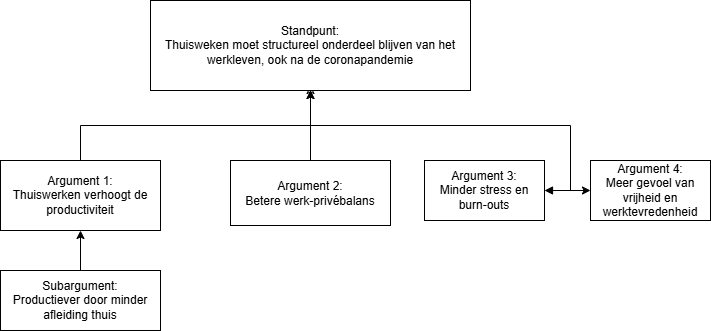 Standpunt:
Thuisweken moet structureel onderdeel blijven van het
werkleven, ook na de coronapandemie
Argument 1:
Thuiswerken verhoogt de
productiviteit
Argument 2:
Betere werk-privébalans
Argument 3:
Minder stress en
burn-outs
Argument 4:
Meer gevoel van
vrijheid en
werktevredenheid
Subargument:
Productiever door minder
afleiding thuis